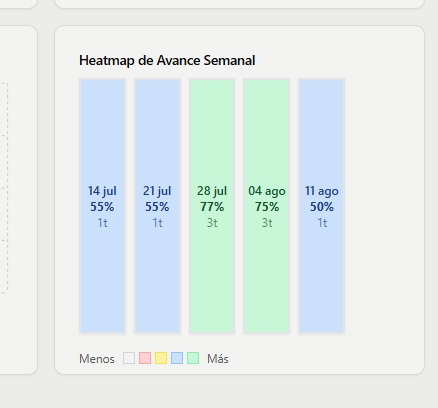 Heatmap de Avance Semanal
14 jul
55%
1t
21 jul
55%
1t
28 jul
77%
3t
04 ago
75%
3t
11 ago
50%
1t
Menos Más